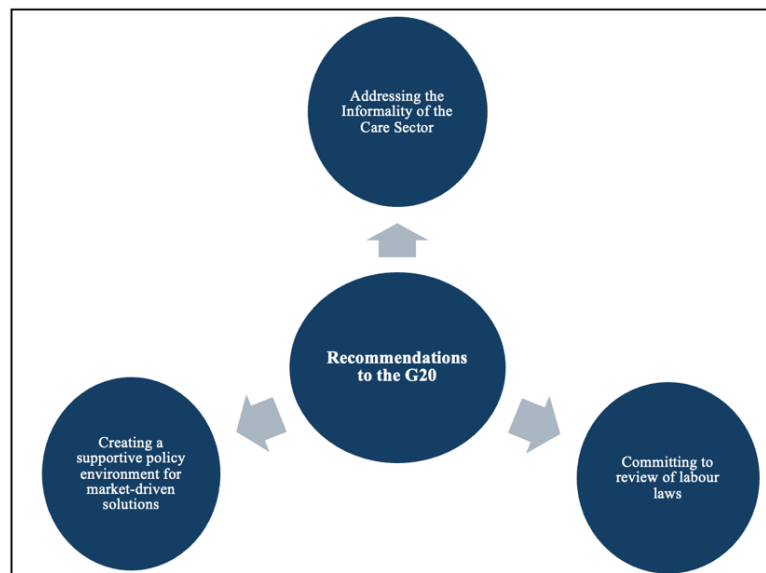 Addressing the
Informality of the
Care Sector
Recommendations
to the G20
Creating a
supportive policy
environment for
market-driven
solutions
Committing to
review of labour
laws